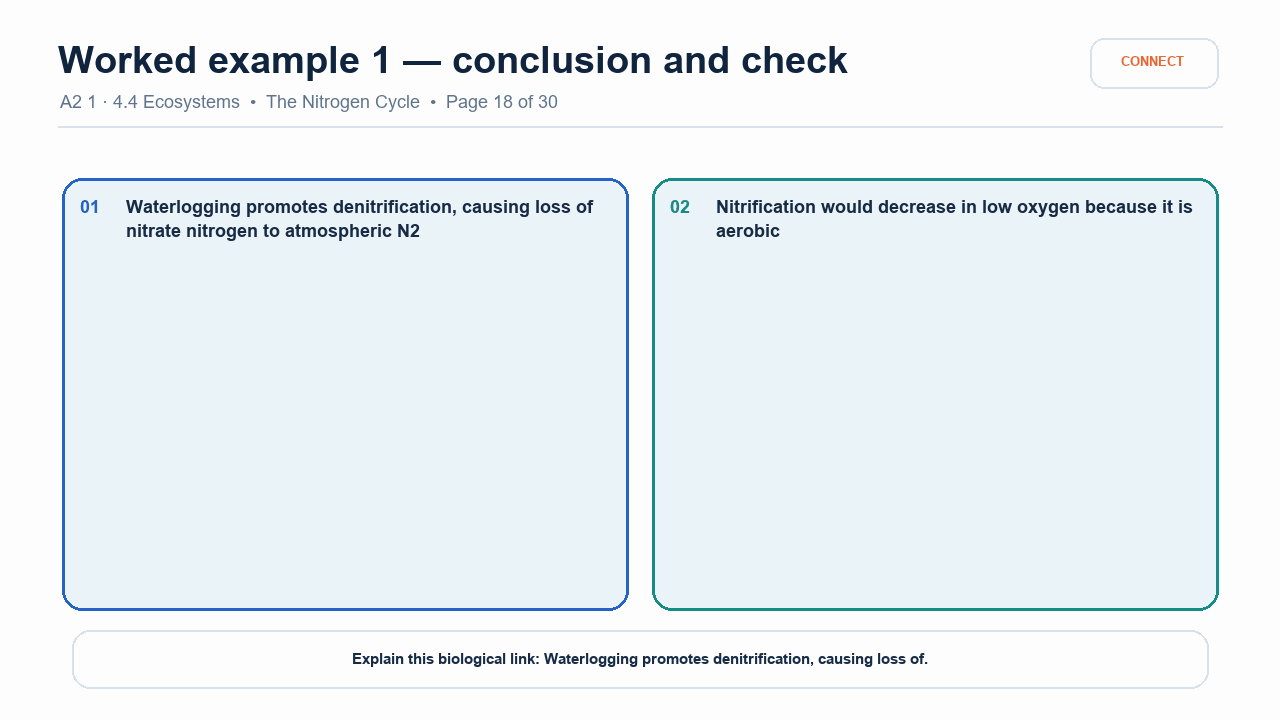 Worked example 1 — conclusion and check
CONNECT
A2 1 · 4.4 Ecosystems • The Nitrogen Cycle • Page 18 of 30
01 Waterlogging promotes denitrification, causing loss of
nitrate nitrogen to atmospheric N2
02 Nitrification would decrease in low oxygen because it is
aerobic
Explain this biological link: Waterlogging promotes denitrification, causing loss of.